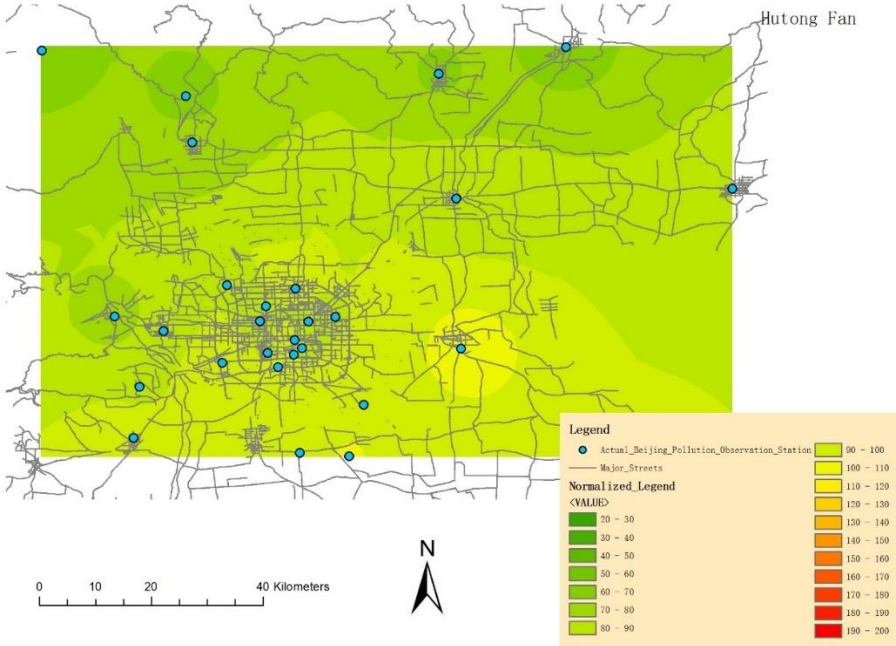 Hutong Fan
Legend
Actual_Beijing_Pollution_Observation_Station
Major_Streets
Normalized_Legend
<VALUE>
20 - 30
30 - 40
40 - 50
50 - 60
60 - 70
70 - 80
80 - 90
90 - 100
100 - 110
110 - 120
120 - 130
130 - 140
140 - 150
150 - 160
160 - 170
170 - 180
180 - 190
190 - 200
N
0 10 20 40 Kilometers